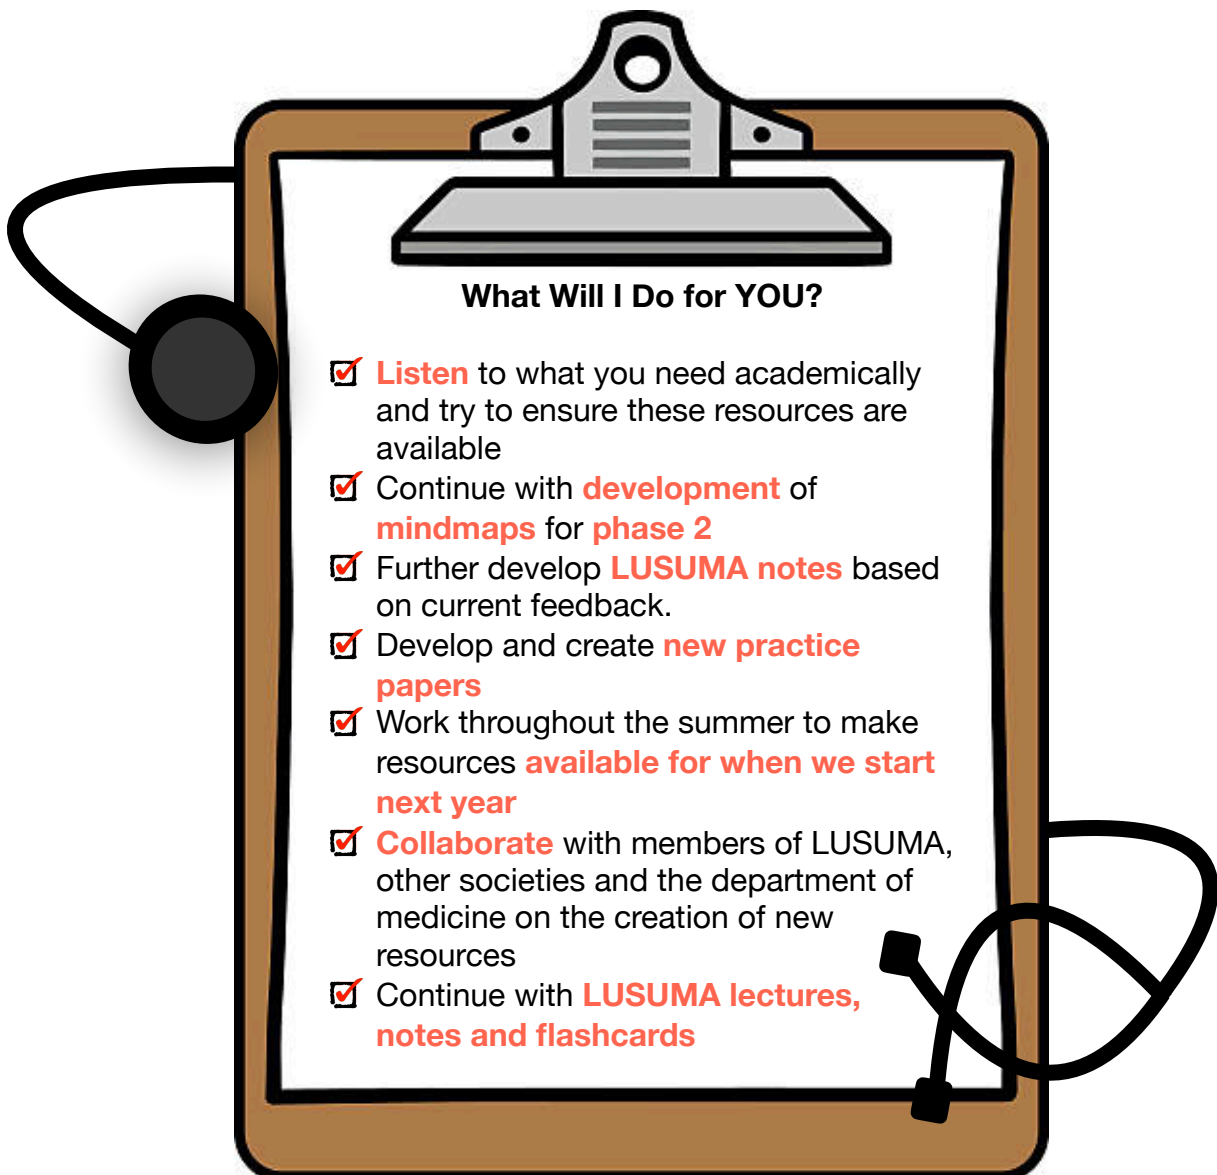 What Will I Do for YOU?
Listen to what you need academically
and try to ensure these resources are
available
Continue with development of
mindmaps for phase 2
Further develop LUSUMA notes based
on current feedback.
Develop and create new practice
papers
Work throughout the summer to make
resources available for when we start
next year
Collaborate with members of LUSUMA,
other societies and the department of
medicine on the creation of new
resources
Continue with LUSUMA lectures,
notes and flashcards